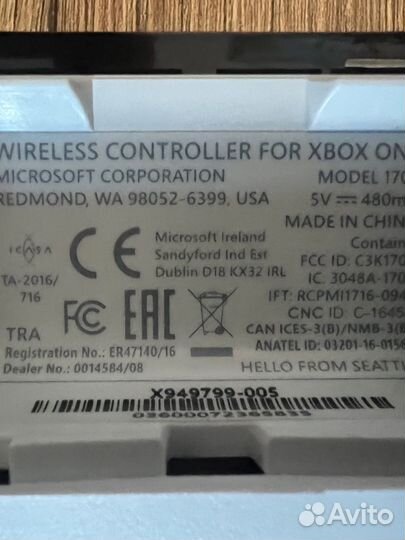 WIRELESS CONTROLLER FOR XBOX ON
MICROSOFT CORPORATION MODEL 170
REDMOND, WA 98052-6399, USA 5V 480m
MADE IN CHIN
ICASA
TA-2016/
716
CE
Microsoft Ireland
Sandyford Ind Est
Dublin D18 KX32 IRL
Contain
FCC ID: C3K170
IC: 3048A-170
IFT: RCPMI1716-094
CNC ID: C-1645
CAN ICES-3(B)/NMB-3(B)
ANATEL ID: 03201-16-0156
TRA
FC EAC
Registration No.: ER47140/16
Dealer No.: 0014584/08
HELLO FROM SEATTL
X949799-005
Avito